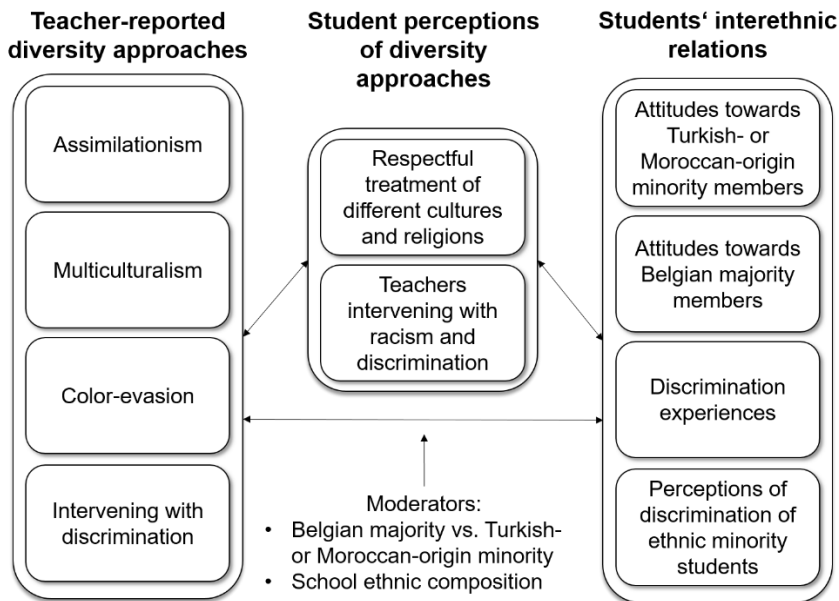 Teacher-reported
diversity approaches
Assimilationism
Multiculturalism
Color-evasion
Intervening with
discrimination
Student perceptions
of diversity
approaches
Respectful
treatment of
different cultures
and religions
Teachers
intervening with
racism and
discrimination
Moderators:
• Belgian majority vs. Turkish-
or Moroccan-origin minority
• School ethnic composition
Students‘ interethnic
relations
Attitudes towards
Turkish- or
Moroccan-origin
minority members
Attitudes towards
Belgian majority
members
Discrimination
experiences
Perceptions of
discrimination of
ethnic minority
students